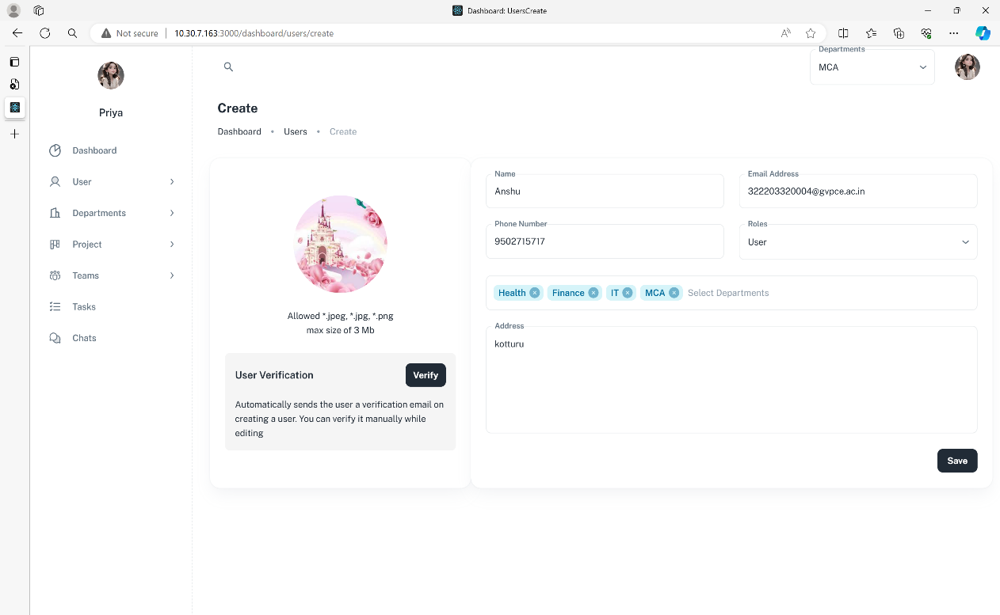 Dashboard: UsersCreate
Not secure
10.30.7.163:3000/dashboard/users/create
Departments
MCA
Priya
Dashboard
User
Departments
Project
Teams
Tasks
Chats
Create
Dashboard • Users • Create
Allowed *.jpeg, *.jpg, *.png
max size of 3 Mb
User Verification
Verify
Automatically sends the user a verification email on
creating a user. You can verify it manually while
editing
Name
Anshu
Email Address
322203320004@gvpce.ac.in
Phone Number
9502715717
Roles
User
Health Finance IT MCA Select Departments
Address
kotturu
Save